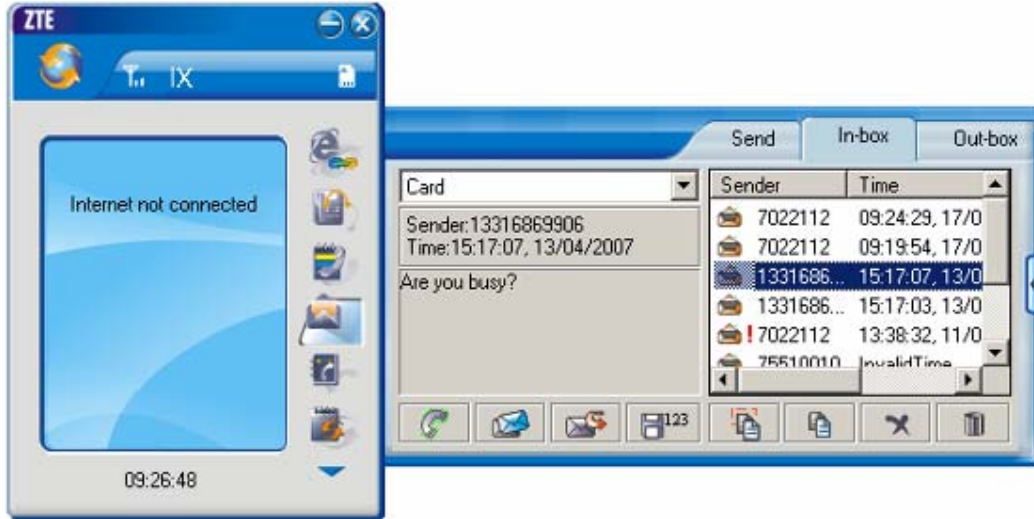 ZTE
IX
Internet not connected
09:26:48
Send In-box Out-box
Card
Sender:13316869906
Time:15:17:07, 13/04/2007
Are you busy?
Sender Time
7022112 09:24:29, 17/0
7022112 09:19:54, 17/0
1331686... 15:17:07, 13/0
1331686... 15:17:03, 13/0
! 7022112 13:38:32, 11/0
75510010 InvalidTime
123